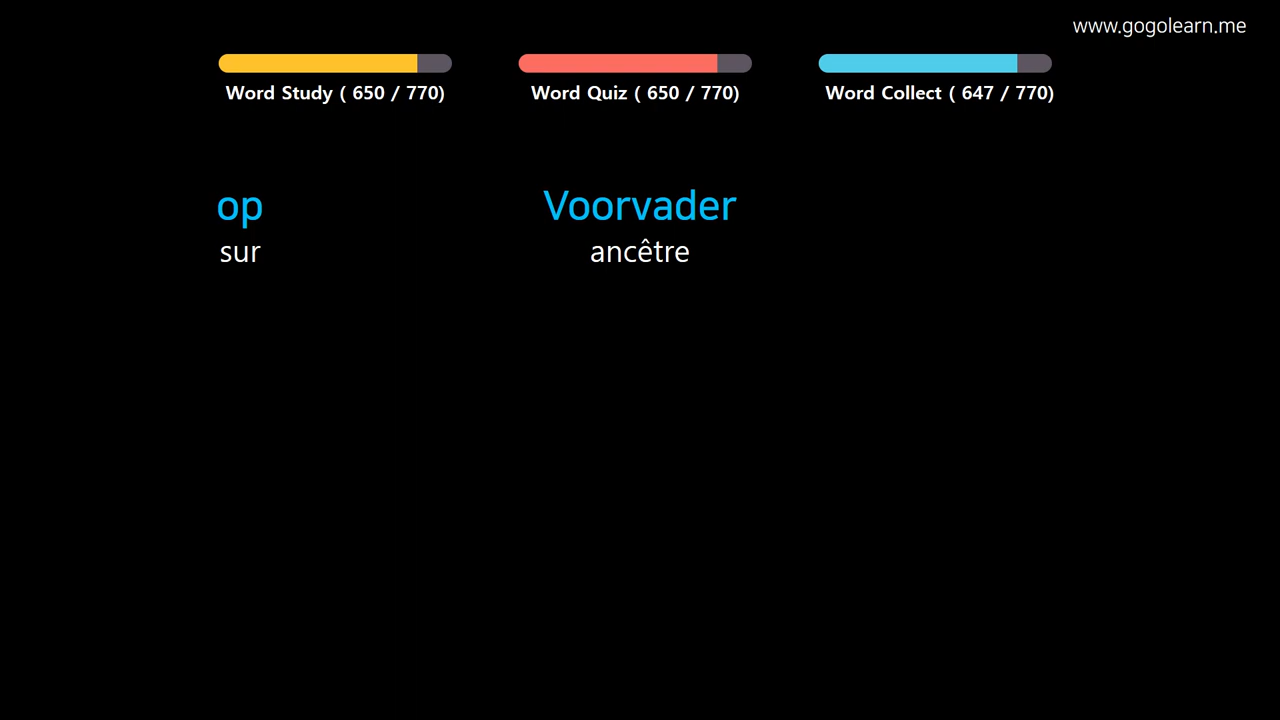 www.gogolearn.me
Word Study ( 650 / 770)
Word Quiz ( 650 / 770)
Word Collect ( 647 / 770)
op
sur
Voorvader
ancêtre